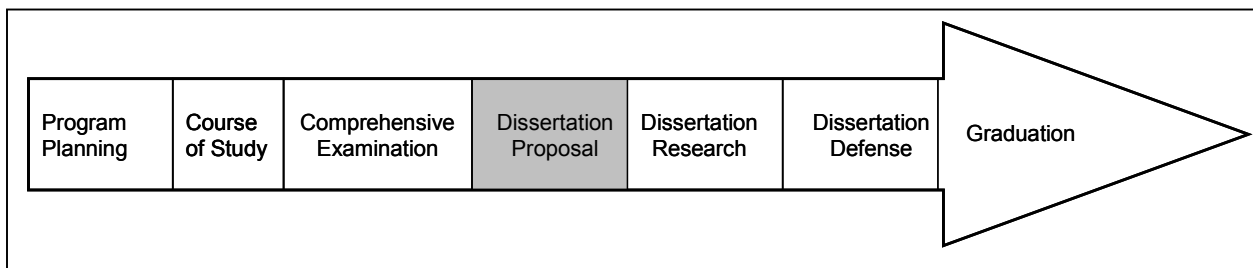 Program
Planning
Course
of Study
Comprehensive
Examination
Dissertation
Proposal
Dissertation
Research
Dissertation
Defense
Graduation